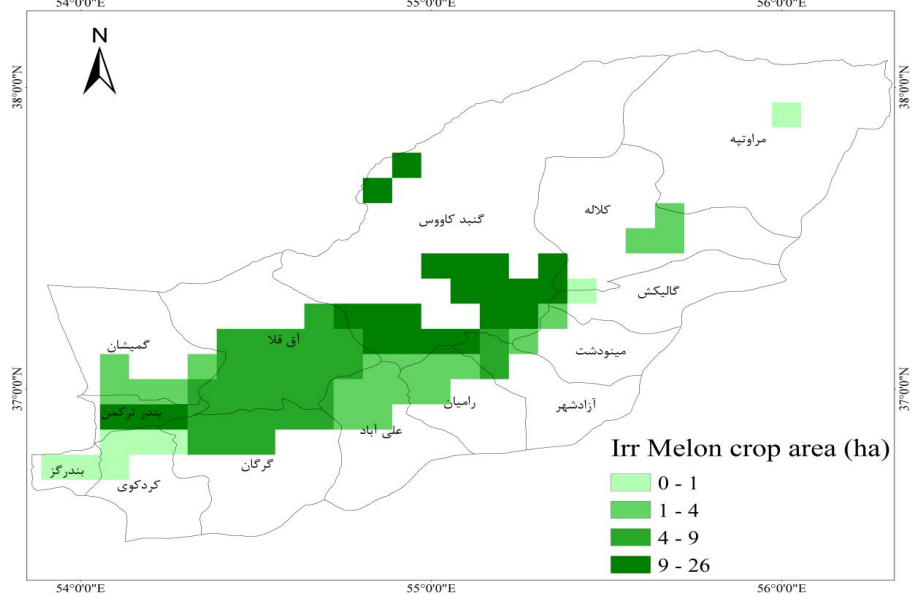 54°0'0"E 55°0'0"E 56°0'0"E
N
38°0'0"N 38°0'0"N
مراوتپه
کلاله
گنبد کاووس
گالیکش
آق قلا
گمیشان
مینودشت
37°0'0"N 37°0'0"N
رامیان
آزادشهر
بندر ترکمن
علی آباد
گرگان
بندرگز
کردکوی
Irr Melon crop area (ha)
0 - 1
1 - 4
4 - 9
9 - 26
54°0'0"E 55°0'0"E 56°0'0"E